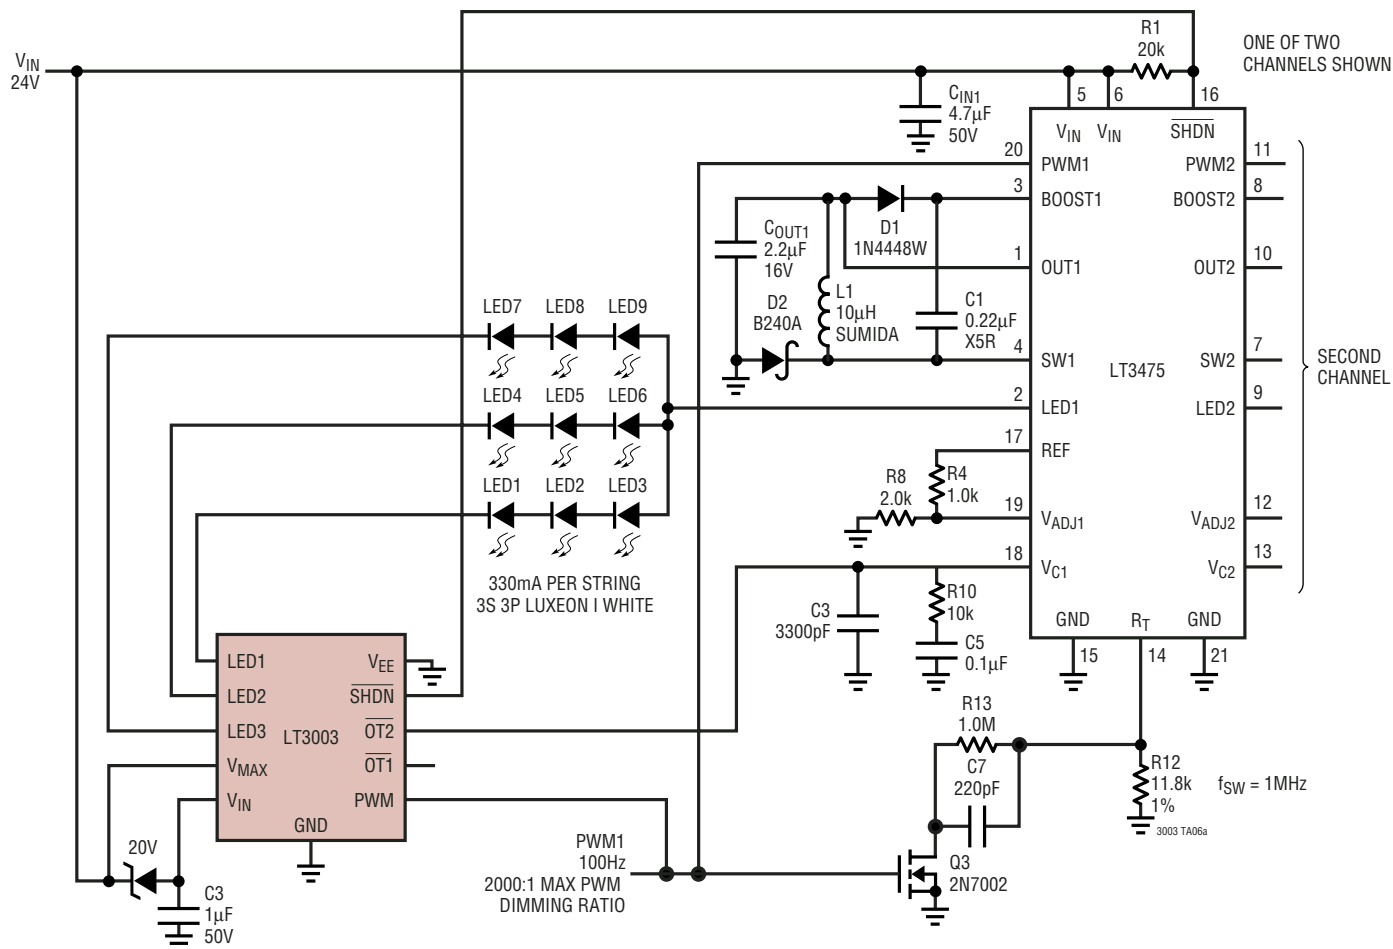 R1
20k
ONE OF TWO
CHANNELS SHOWN
VIN
24V
CIN1
4.7µF
50V
5
6
16
VIN
VIN
SHDN
20
PWM1
PWM2
11
3
BOOST1
BOOST2
8
COUT1
2.2µF
16V
D1
1N4448W
1
OUT1
OUT2
10
D2
B240A
L1
10µH
SUMIDA
C1
0.22µF
X5R
4
SW1
SW2
7
LT3475
SECOND
CHANNEL
LED7
LED8
LED9
2
LED1
LED2
9
LED4
LED5
LED6
17
REF
R8
2.0k
R4
1.0k
LED1
LED2
LED3
19
VADJ1
VADJ2
12
18
VC1
VC2
13
330mA PER STRING
3S 3P LUXEON I WHITE
R10
10k
C3
3300pF
C5
0.1µF
GND
RT
GND
15
14
21
LED1
VEE
LED2
SHDN
LED3
OT2
LT3003
VMAX
OT1
VIN
PWM
GND
R13
1.0M
C7
220pF
R12
11.8k
1%
fSW = 1MHz
3003 TA06a
20V
C3
1µF
50V
PWM1
100Hz
2000:1 MAX PWM
DIMMING RATIO
Q3
2N7002